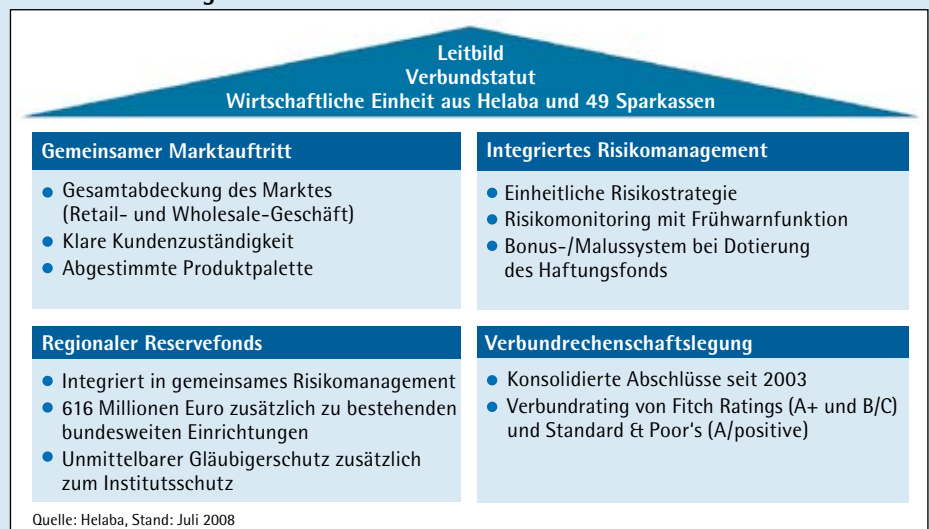 Leitbild
Verbundstatut
Wirtschaftliche Einheit aus Helaba und 49 Sparkassen
Gemeinsamer Marktauftritt
• Gesamtabdeckung des Marktes
(Retail- und Wholesale-Geschäft)
• Klare Kundenzuständigkeit
• Abgestimmte Produktpalette
Integriertes Risikomanagement
• Einheitliche Risikostrategie
• Risikomonitoring mit Frühwarnfunktion
• Bonus-/Malussystem bei Dotierung
des Haftungsfonds
Regionaler Reservefonds
• Integriert in gemeinsames Risikomanagement
• 616 Millionen Euro zusätzlich zu bestehenden
bundesweiten Einrichtungen
• Unmittelbarer Gläubigerschutz zusätzlich
zum Institutsschutz
Verbundrechenschaftslegung
• Konsolidierte Abschlüsse seit 2003
• Verbundrating von Fitch Ratings (A+ und B/C)
und Standard & Poor's (A/positive)
Quelle: Helaba, Stand: Juli 2008